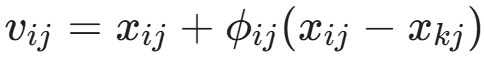 v_{ij} = x_{ij} + \phi_{ij}(x_{ij} - x_{kj})